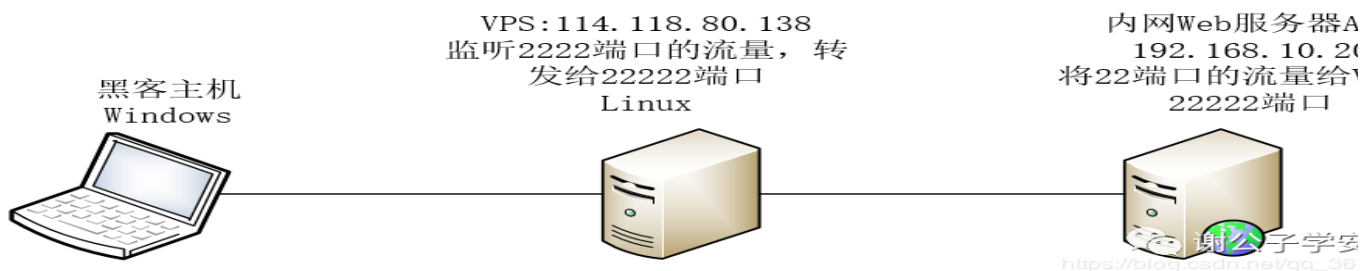 黑客主机
Windows
VPS:114.118.80.138
监听2222端口的流量，转
发给22222端口
Linux
内网Web服务器A
192.168.10.20
将22端口的流量给V
22222端口
谢公子学安
https://blog.csdn.net/qq_36